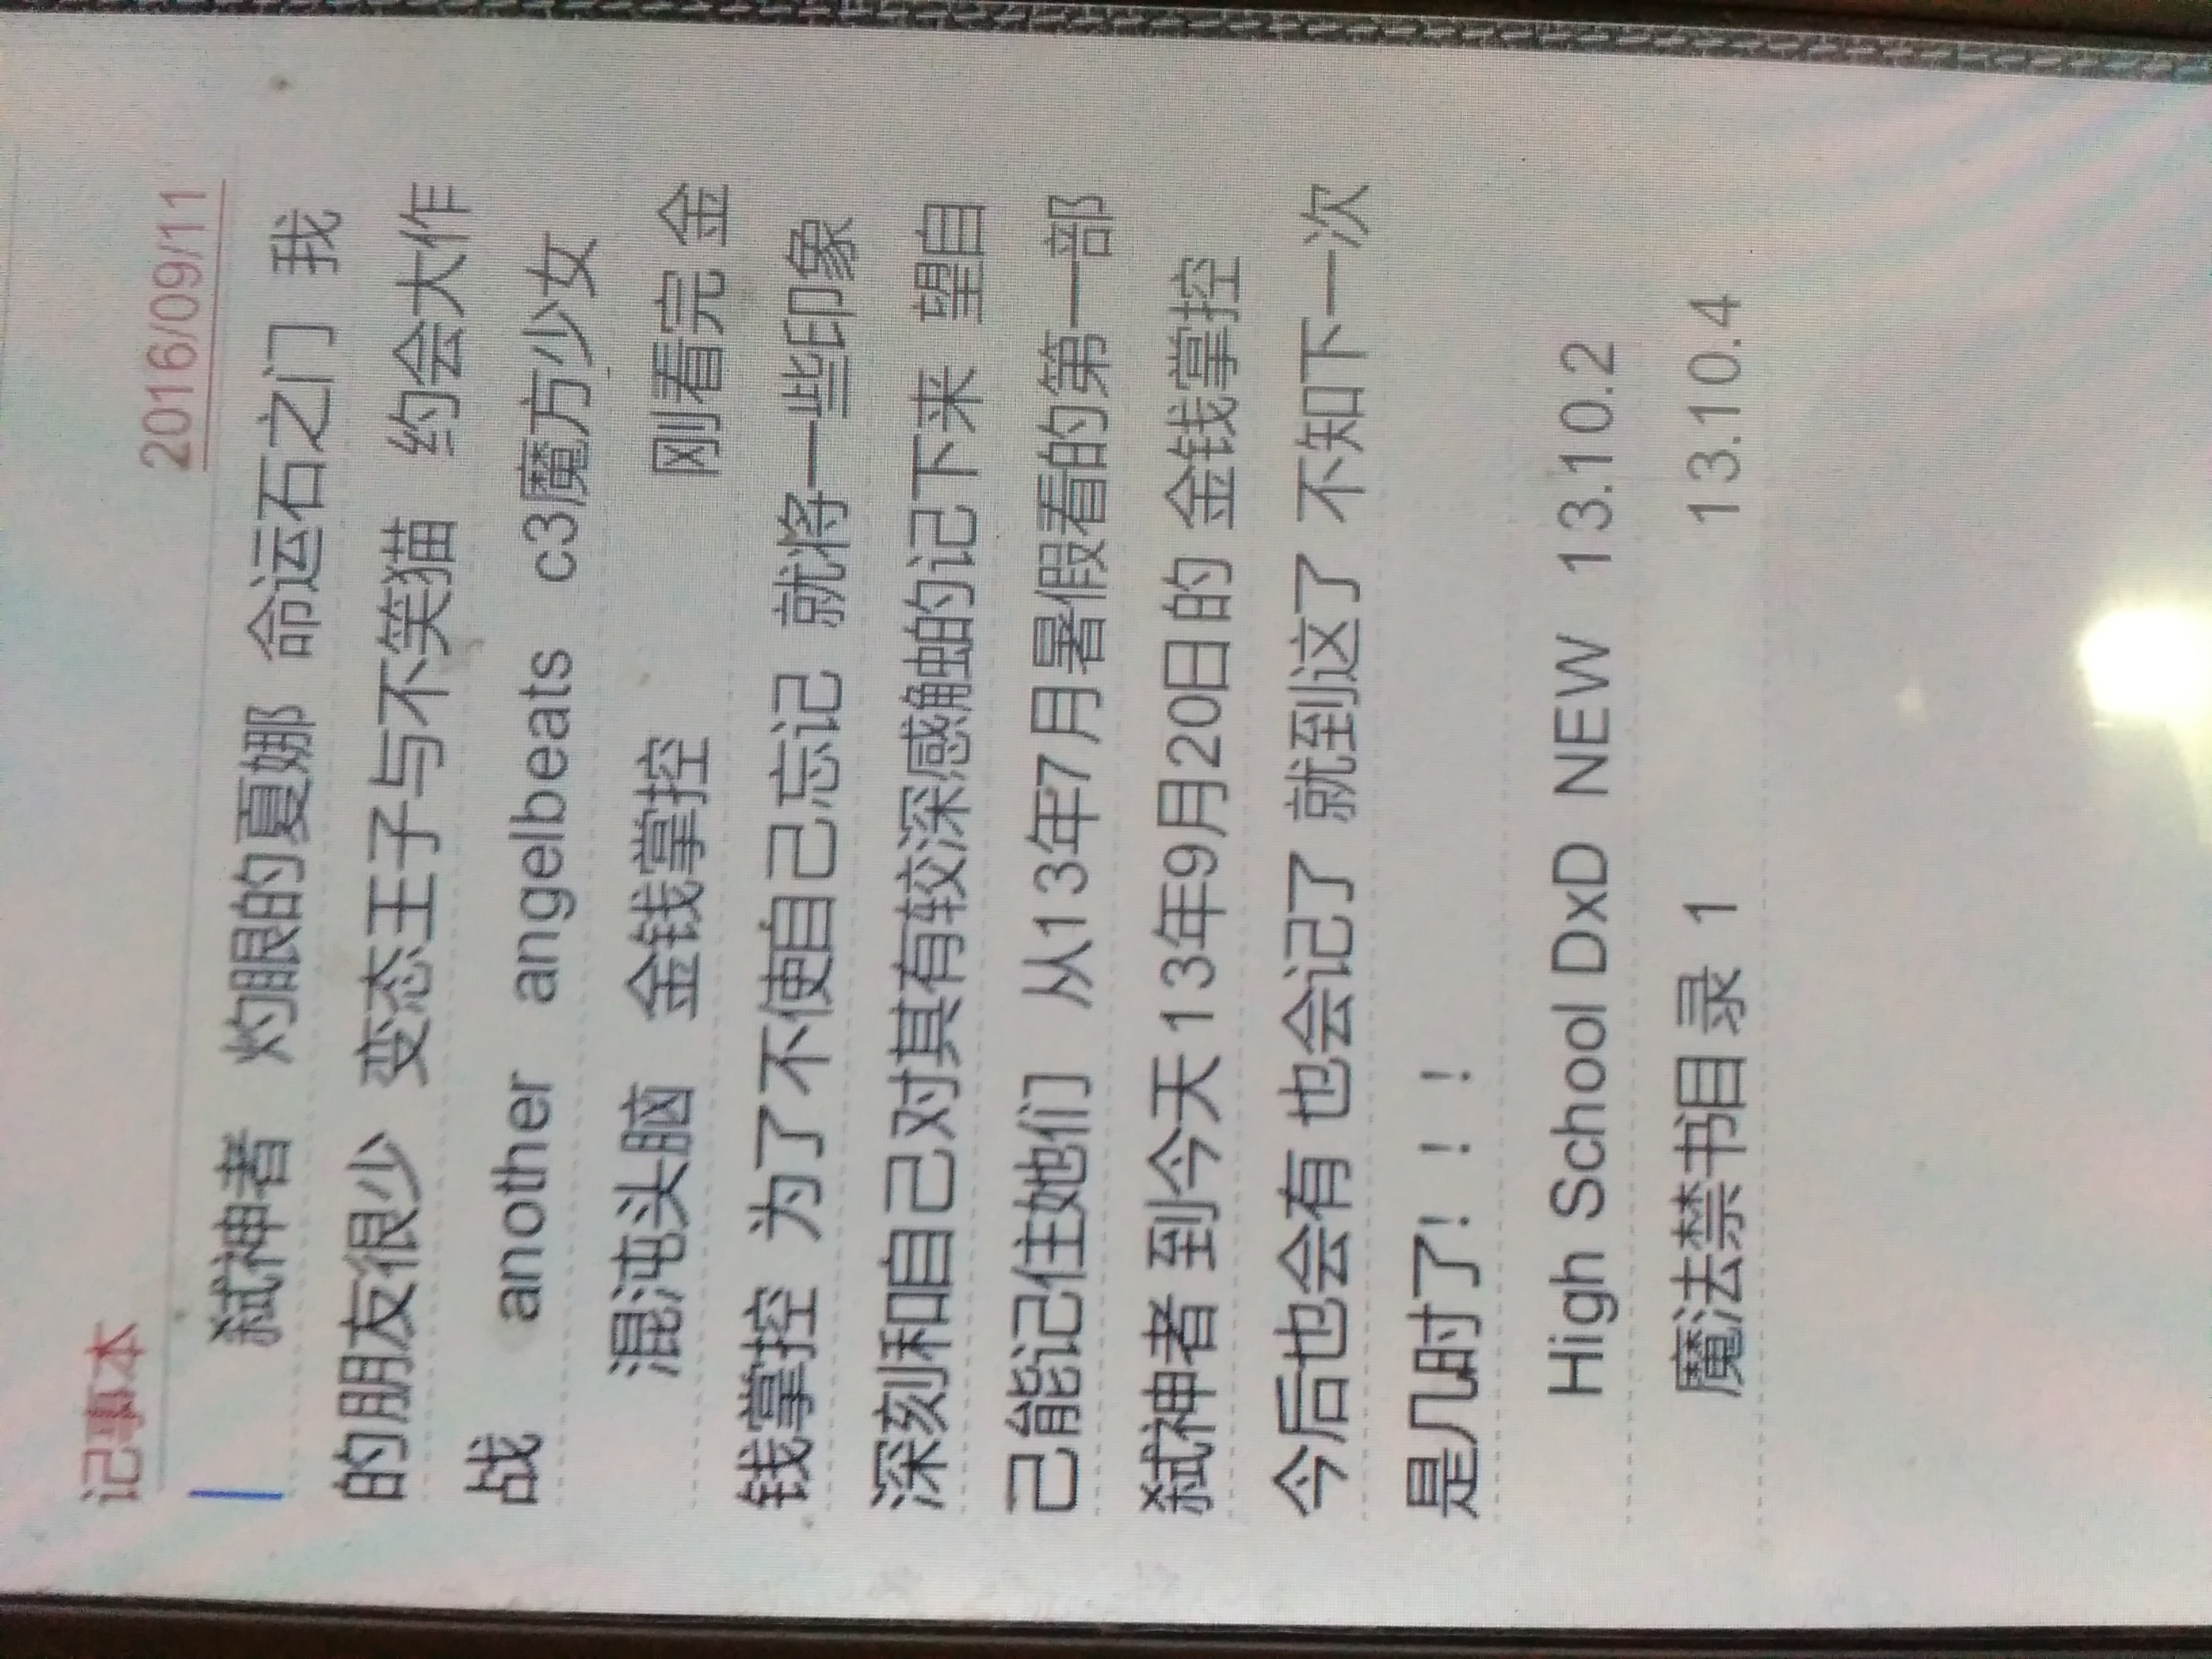 记事本
2016/09/11
弑神者 灼眼的夏娜 命运石之门 我
的朋友很少 变态王子与不笑猫 约会大作
战 another angelbeats c3魔方少女
混沌头脑 金钱掌控 刚看完 金
钱掌控 为了不使自己忘记 就将一些印象
深刻和自己对其有较深感触的记下来 望自
己能记住她们 从13年7月暑假看的第一部
弑神者 到今天13年9月20日的 金钱掌控
今后也会有 也会记了 就到这了 不知下一次
是几时了！！！
High School DxD NEW 13.10.2
魔法禁书目录 1 13.10.4